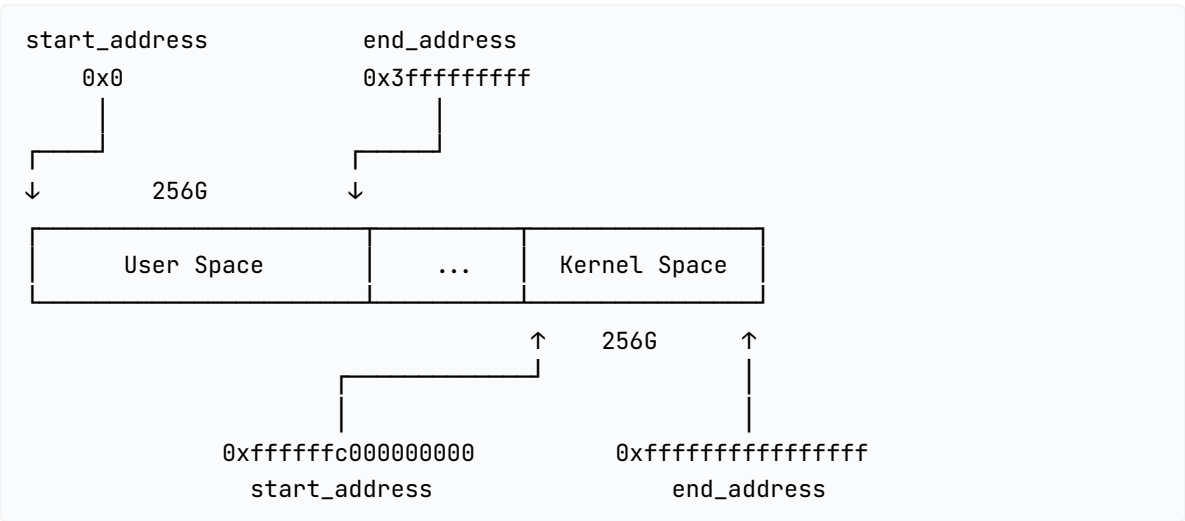 start_address end_address
0x0 0x3fffffffff
256G
User Space ... Kernel Space
256G
0xffffffc000000000 0xffffffffffffffff
start_address end_address